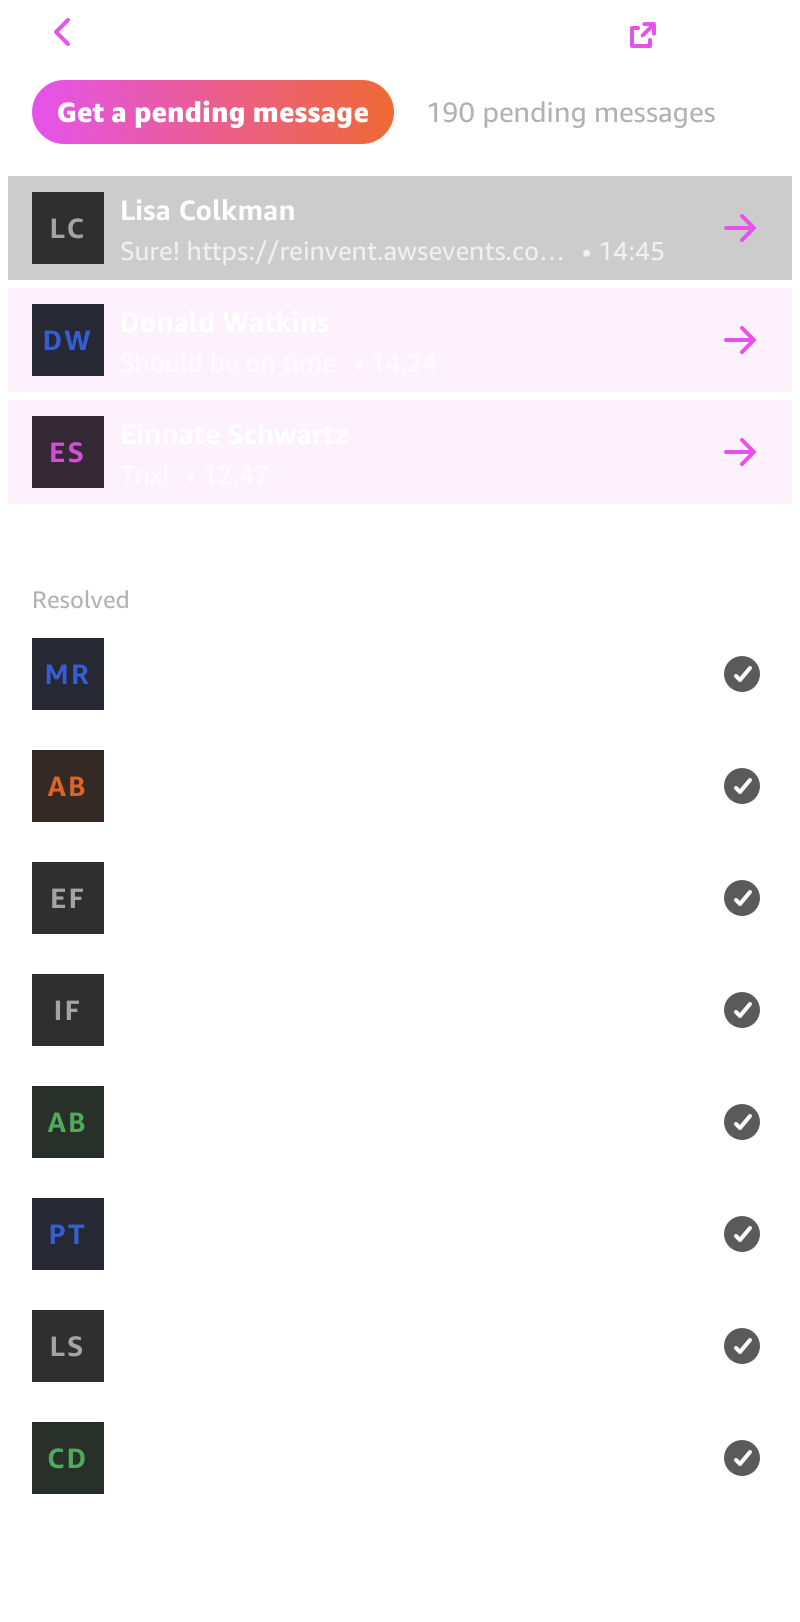 Get a pending message 190 pending messages
LC Lisa Colkman
Sure! https://reinvent.awsevents.co... • 14:45
DW Donald Watkins
Should be on time • 14:24
ES Einnate Schwartz
Tnx! • 12:47
Resolved
MR
AB
EF
IF
AB
PT
LS
CD